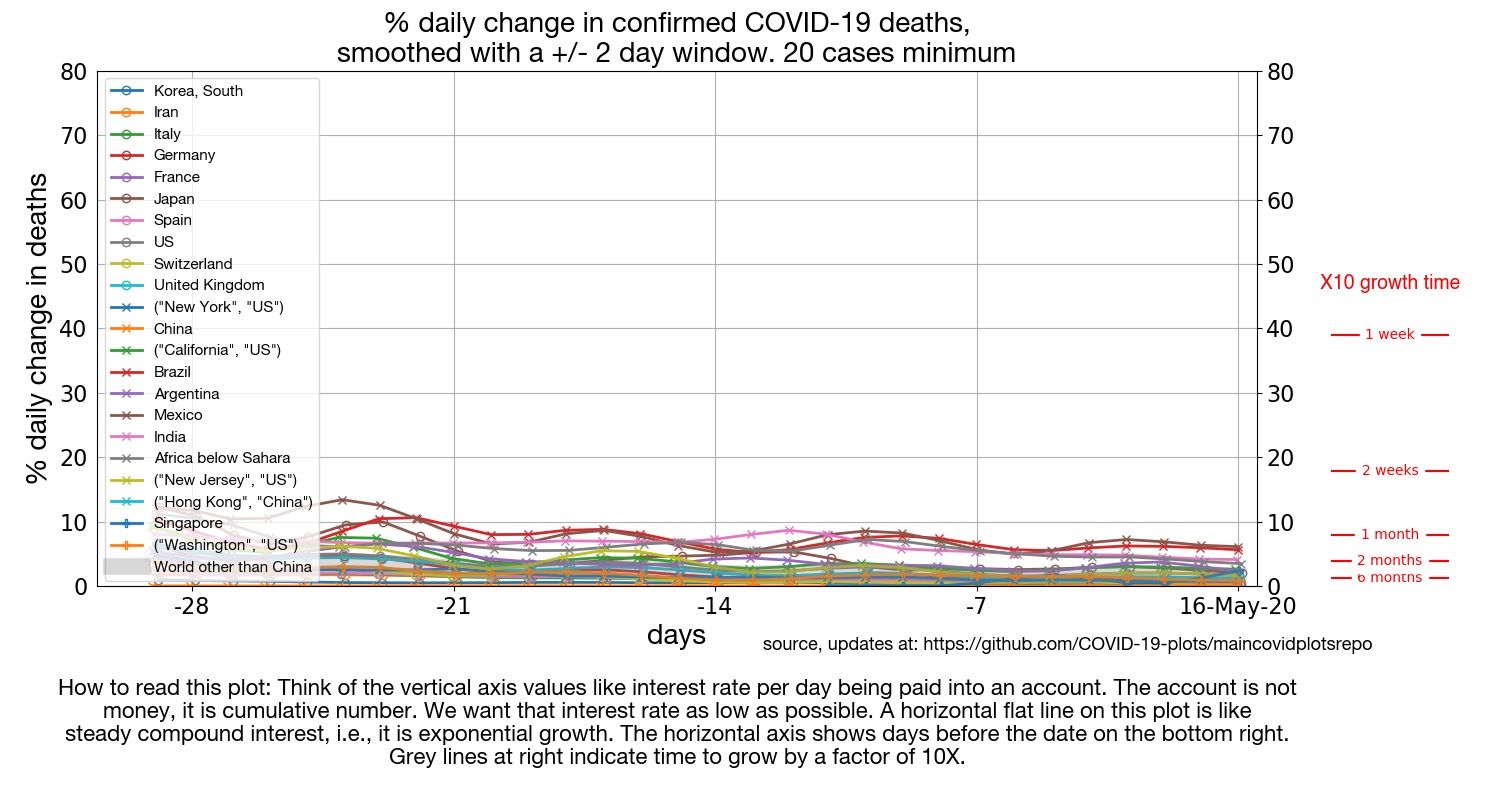 % daily change in confirmed COVID-19 deaths,
smoothed with a +/- 2 day window. 20 cases minimum
% daily change in deaths
80
70
60
50
40
30
20
10
0
Korea, South
Iran
Italy
Germany
France
Japan
Spain
US
Switzerland
United Kingdom
("New York", "US")
China
("California", "US")
Brazil
Argentina
Mexico
India
Africa below Sahara
("New Jersey", "US")
("Hong Kong", "China")
Singapore
("Washington", "US")
World other than China
80
70
60
50
40
30
20
10
0
X10 growth time
1 week
2 weeks
1 month
2 months
6 months
-28
-21
-14
-7
16-May-20
days
source, updates at: https://github.com/COVID-19-plots/maincovidplotsrepo
How to read this plot: Think of the vertical axis values like interest rate per day being paid into an account. The account is not
money, it is cumulative number. We want that interest rate as low as possible. A horizontal flat line on this plot is like
steady compound interest, i.e., it is exponential growth. The horizontal axis shows days before the date on the bottom right.
Grey lines at right indicate time to grow by a factor of 10X.